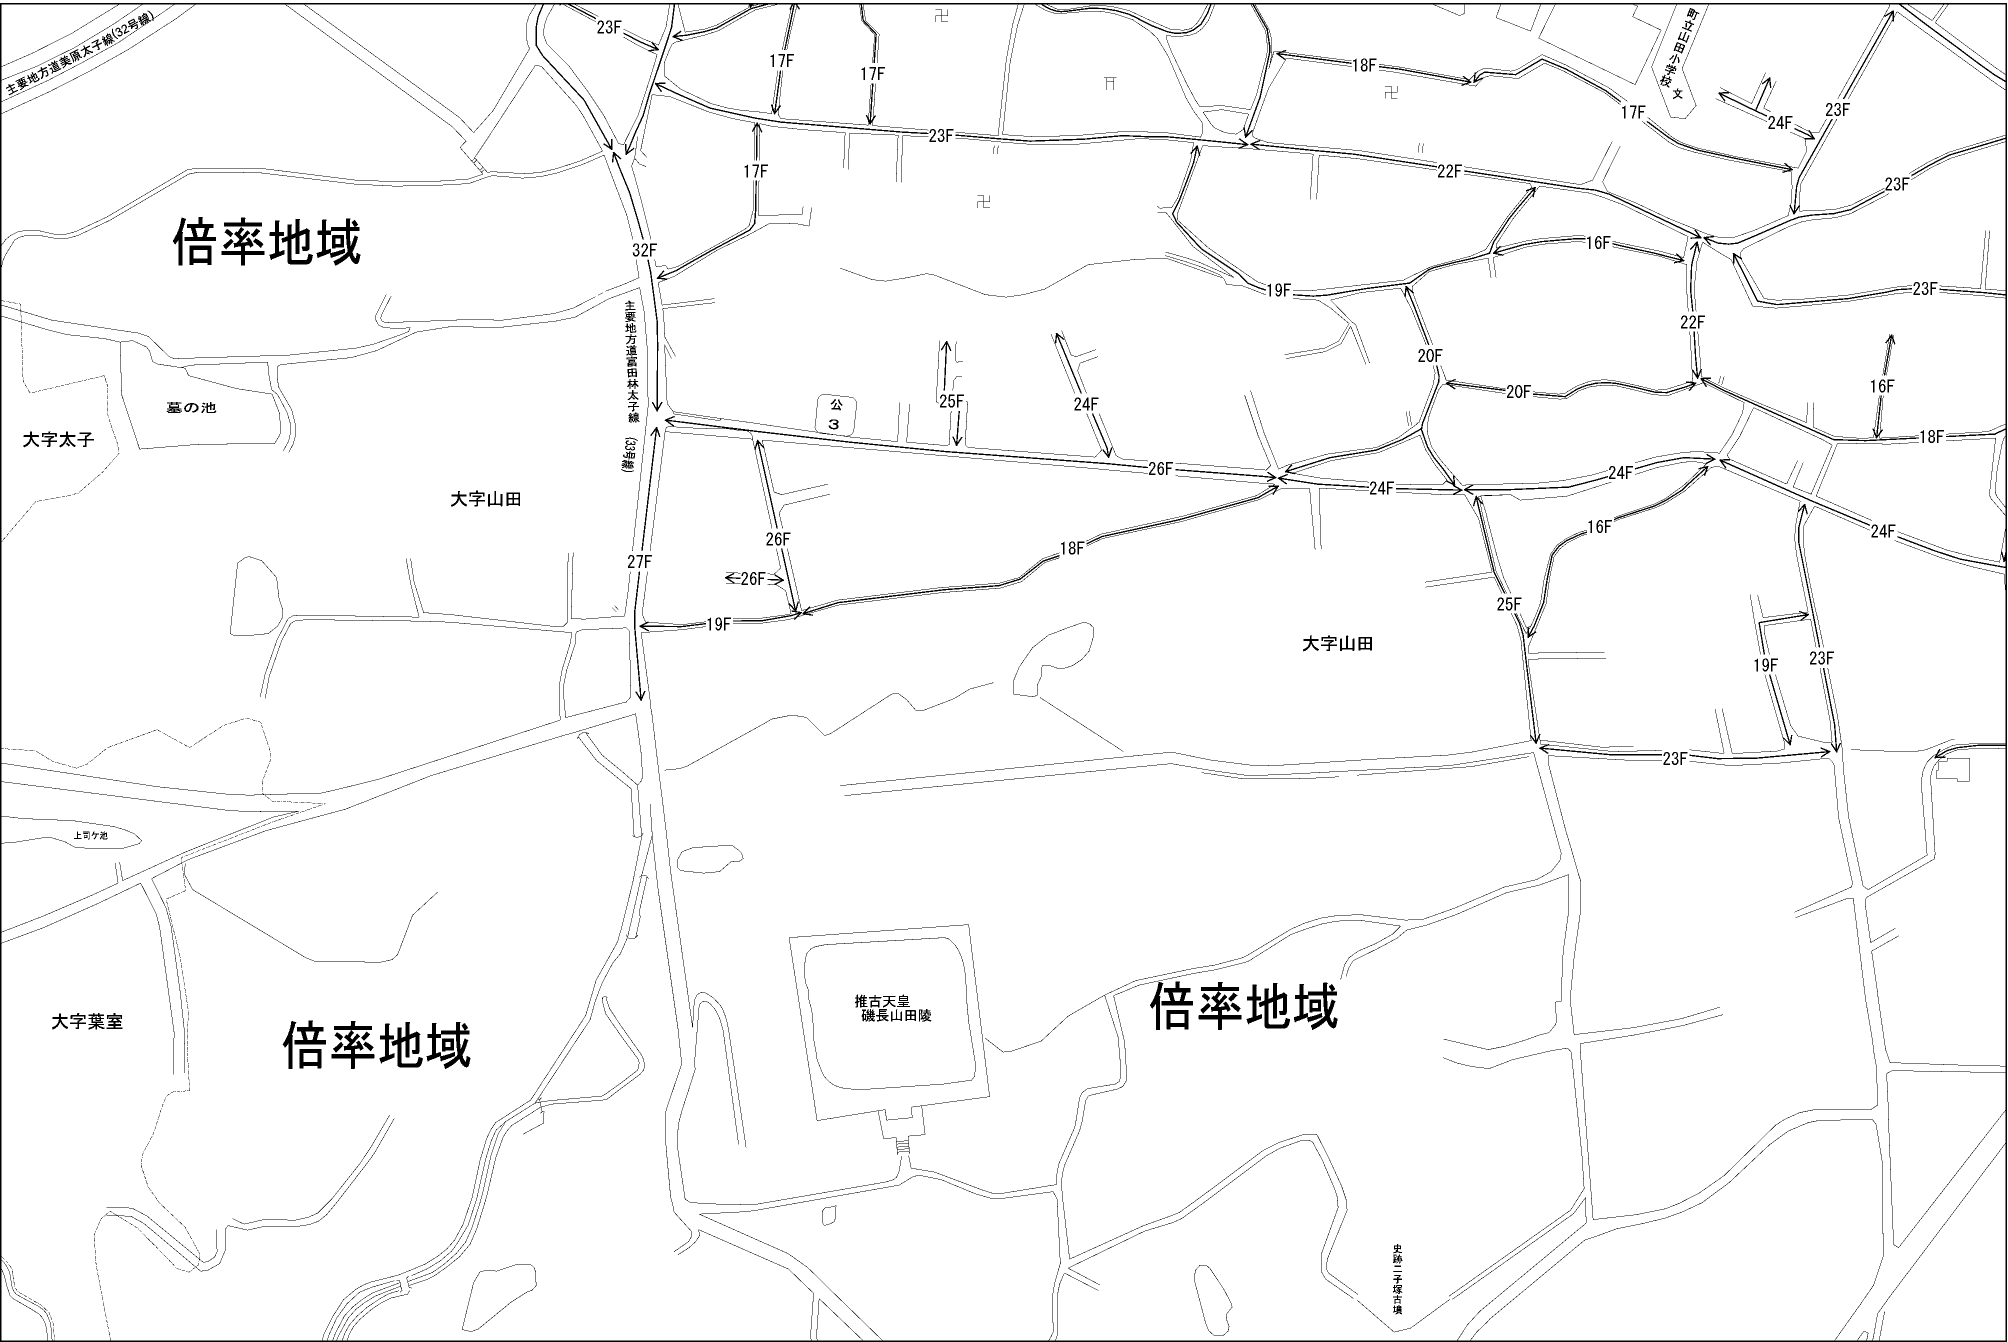 主要地方道美原太子線(32号線)
23F
17F
17F
18F
17F
町立山田小学校
文
24F
23F
23F
17F
22F
23F
倍率地域
32F
16F
19F
23F
22F
主要地方道富田林太子線 (33号線)
20F
20F
16F
25F
24F
公
3
墓の池
大字太子
18F
26F
24F
24F
大字山田
24F
16F
26F
18F
27F
26F
25F
19F
大字山田
19F
23F
23F
上司ケ池
推古天皇
磯長山田陵
倍率地域
大字葉室
倍率地域
史跡二子塚古墳